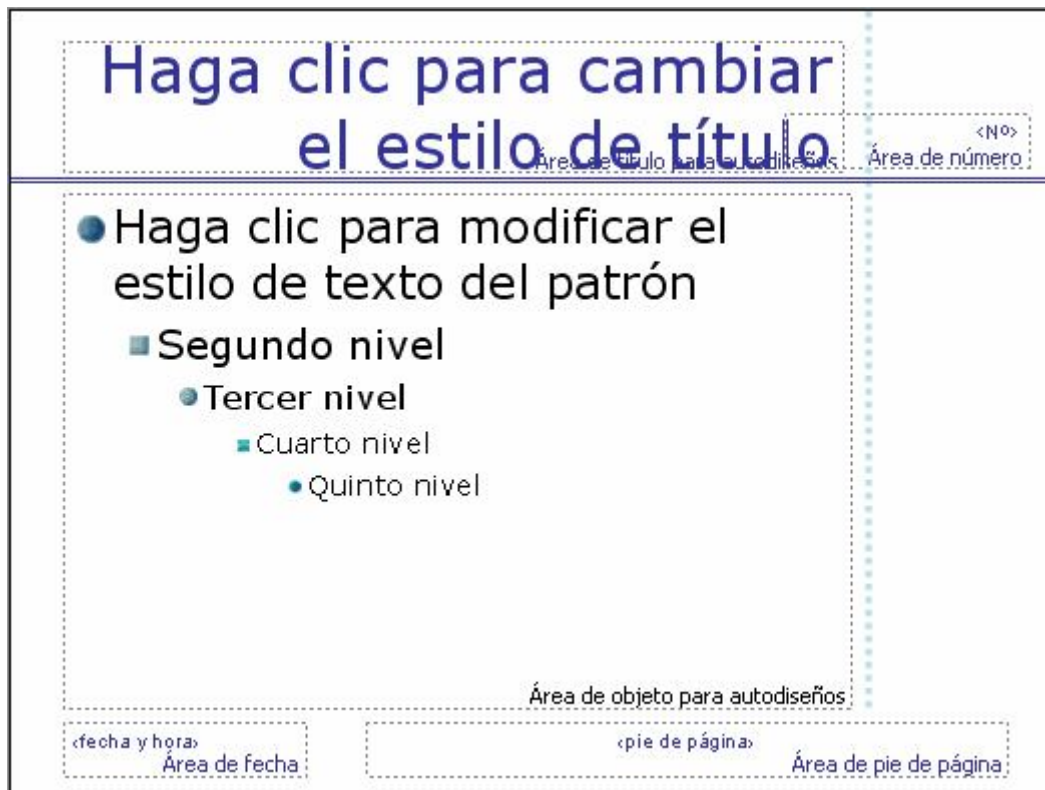 Haga clic para cambiar
el estilo de título
Área de título para autodiseños
‹Nº›
Área de número
Haga clic para modificar el
estilo de texto del patrón
Segundo nivel
Tercer nivel
Cuarto nivel
Quinto nivel
Área de objeto para autodiseños
‹fecha y hora›
Área de fecha
‹pie de página›
Área de pie de página